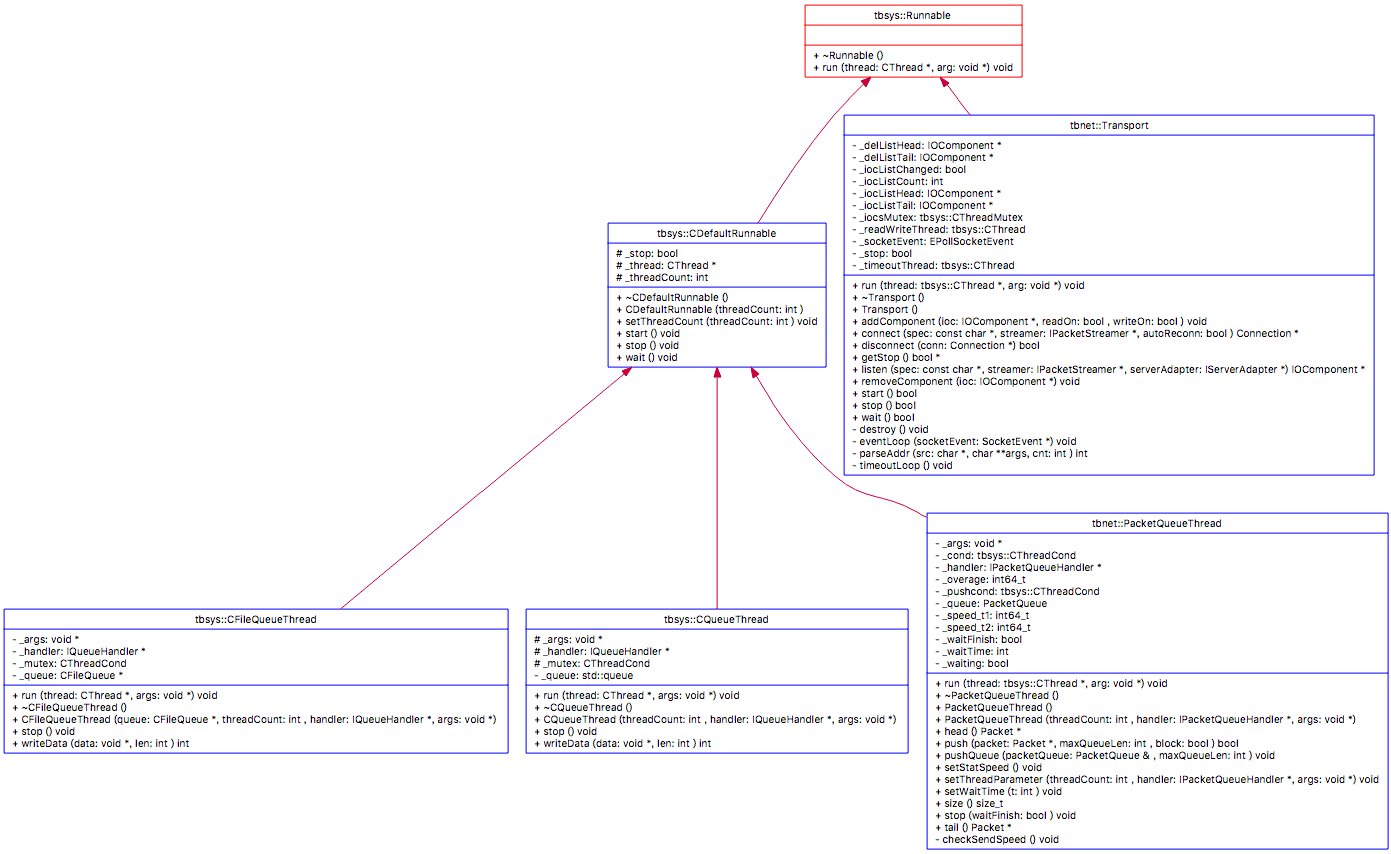 tbsys::Runnable
+ ~Runnable ()
+ run (thread: CThread *, arg: void *) void
tbnet::Transport
- _delListHead: IOComponent *
- _delListTail: IOComponent *
- _iocListChanged: bool
- _iocListCount: int
- _iocListHead: IOComponent *
- _iocListTail: IOComponent *
- _iocsMutex: tbsys::CThreadMutex
- _readWriteThread: tbsys::CThread
- _socketEvent: EPollSocketEvent
- _stop: bool
- _timeoutThread: tbsys::CThread
+ run (thread: tbsys::CThread *, arg: void *) void
+ ~Transport ()
+ Transport ()
+ addComponent (ioc: IOComponent *, readOn: bool , writeOn: bool ) void
+ connect (spec: const char *, streamer: IPacketStreamer *, autoReconn: bool ) Connection *
+ disconnect (conn: Connection *) bool
+ getStop () bool *
+ listen (spec: const char *, streamer: IPacketStreamer *, serverAdapter: IServerAdapter *) IOComponent *
+ removeComponent (ioc: IOComponent *) void
+ start () bool
+ stop () bool
+ wait () bool
- destroy () void
- eventLoop (socketEvent: SocketEvent *) void
- parseAddr (src: char *, char **args, cnt: int ) int
- timeoutLoop () void
tbsys::CDefaultRunnable
# _stop: bool
# _thread: CThread *
# _threadCount: int
+ ~CDefaultRunnable ()
+ CDefaultRunnable (threadCount: int )
+ setThreadCount (threadCount: int ) void
+ start () void
+ stop () void
+ wait () void
tbsys::CFileQueueThread
- _args: void *
- _handler: IQueueHandler *
- _mutex: CThreadCond
- _queue: CFileQueue *
+ run (thread: CThread *, args: void *) void
+ ~CFileQueueThread ()
+ CFileQueueThread (queue: CFileQueue *, threadCount: int , handler: IQueueHandler *, args: void *)
+ stop () void
+ writeData (data: void *, len: int ) int
tbsys::CQueueThread
# _args: void *
# _handler: IQueueHandler *
# _mutex: CThreadCond
- _queue: std::queue
+ run (thread: CThread *, args: void *) void
+ ~CQueueThread ()
+ CQueueThread (threadCount: int , handler: IQueueHandler *, args: void *)
+ stop () void
+ writeData (data: void *, len: int ) int
tbnet::PacketQueueThread
- _args: void *
- _cond: tbsys::CThreadCond
- _handler: IPacketQueueHandler *
- _overage: int64_t
- _pushcond: tbsys::CThreadCond
- _queue: PacketQueue
- _speed_t1: int64_t
- _speed_t2: int64_t
- _waitFinish: bool
- _waitTime: int
- _waiting: bool
+ run (thread: tbsys::CThread *, arg: void *) void
+ ~PacketQueueThread ()
+ PacketQueueThread ()
+ PacketQueueThread (threadCount: int , handler: IPacketQueueHandler *, args: void *)
+ head () Packet *
+ push (packet: Packet *, maxQueueLen: int , block: bool ) bool
+ pushQueue (packetQueue: PacketQueue & , maxQueueLen: int ) void
+ setStatSpeed () void
+ setThreadParameter (threadCount: int , handler: IPacketQueueHandler *, args: void *) void
+ setWaitTime (t: int ) void
+ size () size_t
+ stop (waitFinish: bool ) void
+ tail () Packet *
- checkSendSpeed () void